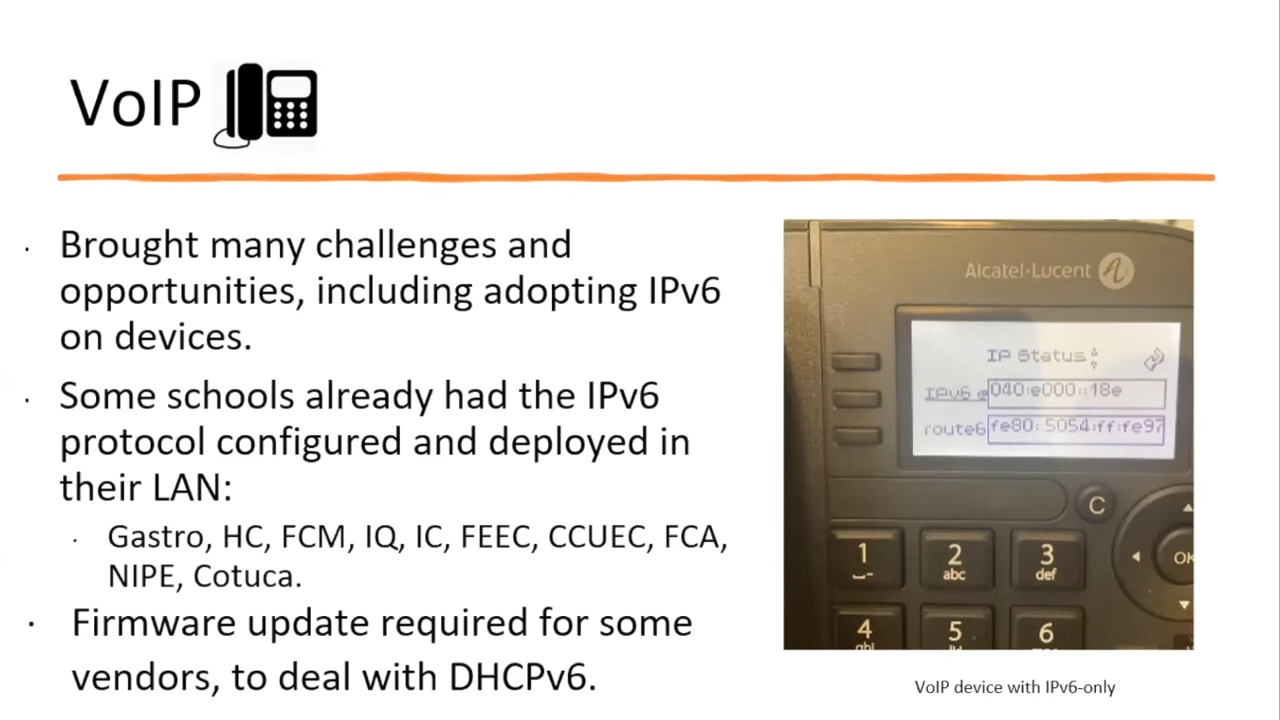 VoIP
Brought many challenges and
opportunities, including adopting IPv6
on devices.
Some schools already had the IPv6
protocol configured and deployed in
their LAN:
Gastro, HC, FCM, IQ, IC, FEEC, CCUEC, FCA,
NIPE, Cotuca.
Firmware update required for some
vendors, to deal with DHCPv6.
Alcatel·Lucent
IP Status
IPv6 @ 040:e000::18e
route6 fe80::5054:ff:fe97
C
1 2 abc 3 def
OK
4 5 6
VoIP device with IPv6-only